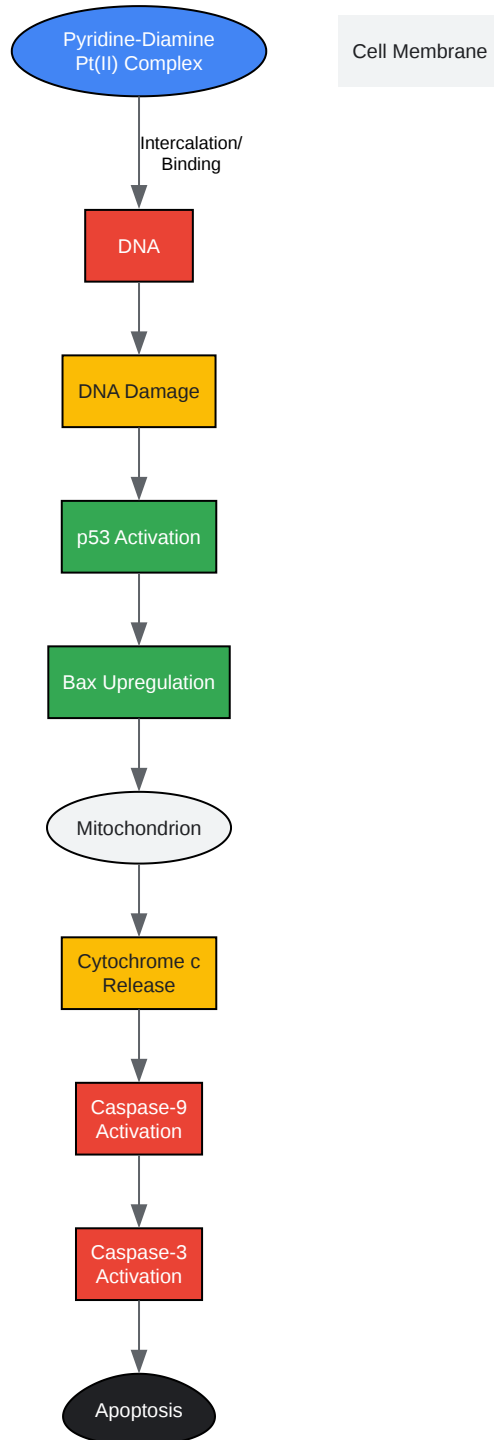 Pyridine-Diamine
Pt(II) Complex
Cell Membrane
Intercalation/
Binding
DNA
DNA Damage
p53 Activation
Bax Upregulation
Mitochondrion
Cytochrome c
Release
Caspase-9
Activation
Caspase-3
Activation
Apoptosis